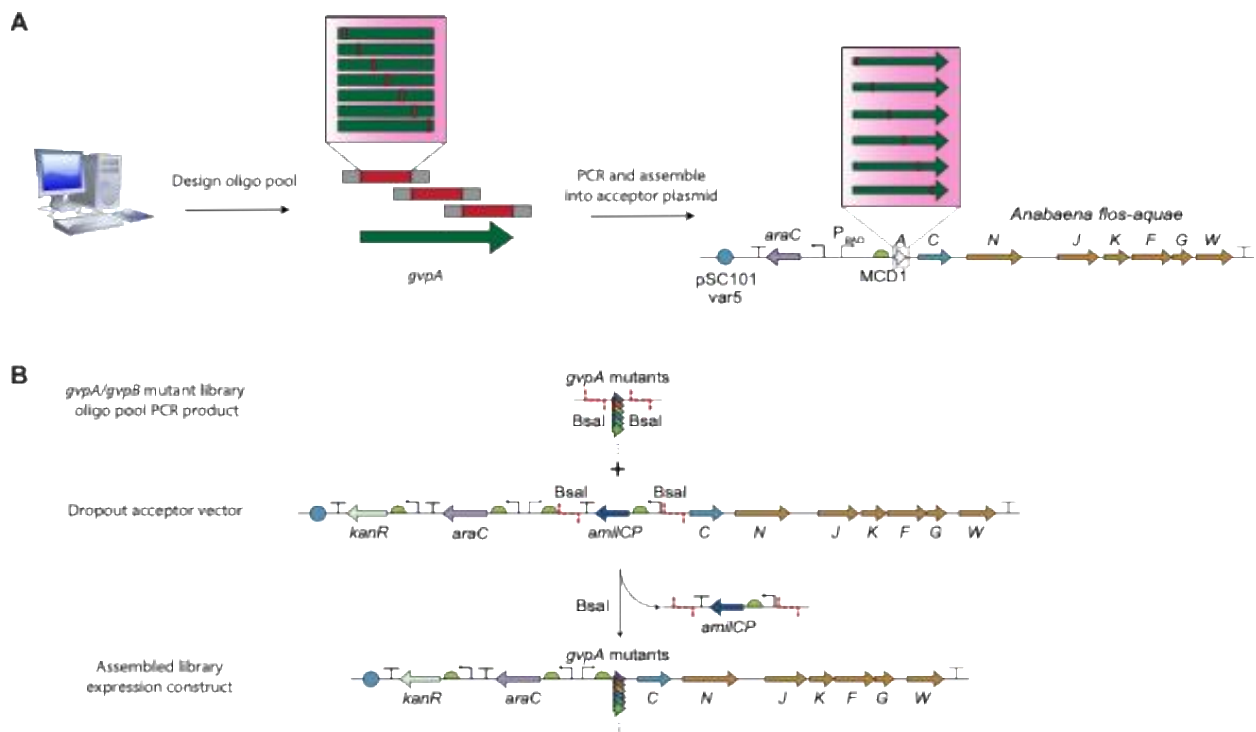 A
Design oligo pool
gvpA
PCR and assemble
into acceptor plasmid
Anabaena flos-aquae
araC
P BAD
A
C
N
J
K
F
G
W
pSC101
var5
MCD1
B
gvpA/gvpB mutant library
oligo pool PCR product
gvpA mutants
BsaI
BsaI
+
Dropout acceptor vector
BsaI
BsaI
kanR
araC
amilCP
C
N
J
K
F
G
W
BsaI
amilCP
Assembled library
expression construct
gvpA mutants
kanR
araC
C
N
J
K
F
G
W